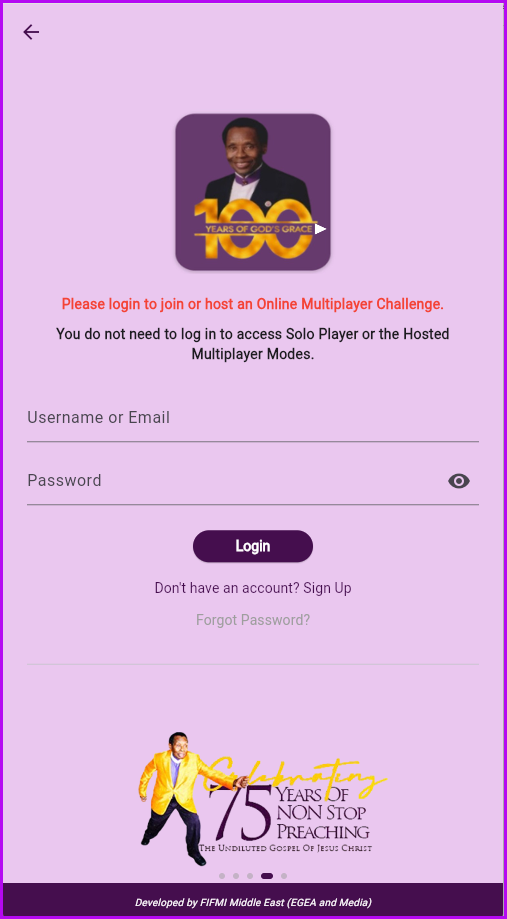 100
YEARS OF GOD'S GRACE
Please login to join or host an Online Multiplayer Challenge.
You do not need to log in to access Solo Player or the Hosted
Multiplayer Modes.
Username or Email
Password
Login
Don't have an account? Sign Up
Forgot Password?
Celebrating
75 YEARS OF
NON STOP
PREACHING
THE UNDILUTED GOSPEL OF JESUS CHRIST
Developed by FIFMI Middle East (EGEA and Media)